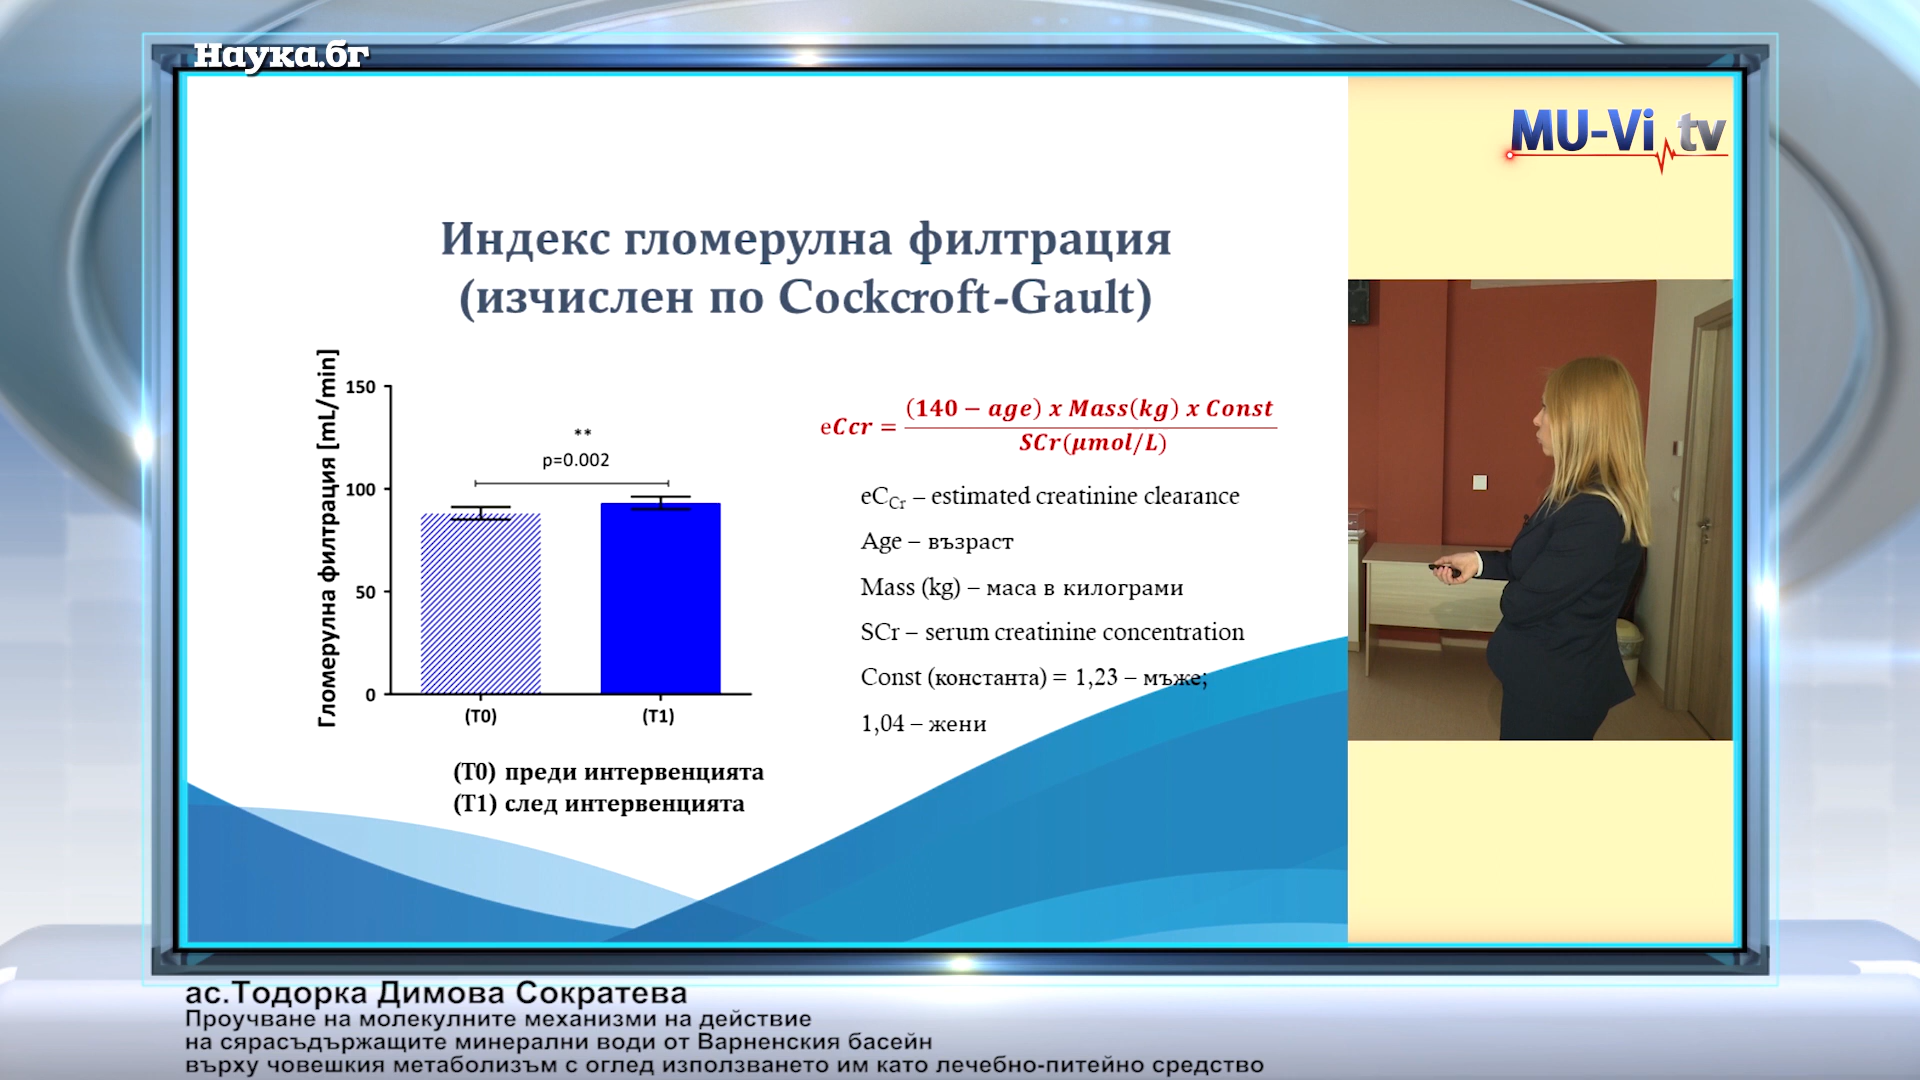 Наука.бг
MU-Vi tv
Индекс гломерулна филтрация
(изчислен по Cockcroft-Gault)
Гломерулна филтрация [mL/min]
150
100
50
0
**
p=0.002
(T0)
(T1)
(T0) преди интервенцията
(T1) след интервенцията
eCcr = (140 − age) x Mass(kg) x Const
SCr(μmol/L)
eCCr – estimated creatinine clearance
Age – възраст
Mass (kg) – маса в килограми
SCr – serum creatinine concentration
Const (константа) = 1,23 – мъже;
1,04 – жени
ас.Тодорка Димова Сократева
Проучване на молекулните механизми на действие
на сярасъдържащите минерални води от Варненския басейн
върху човешкия метаболизъм с оглед използването им като лечебно-питейно средство